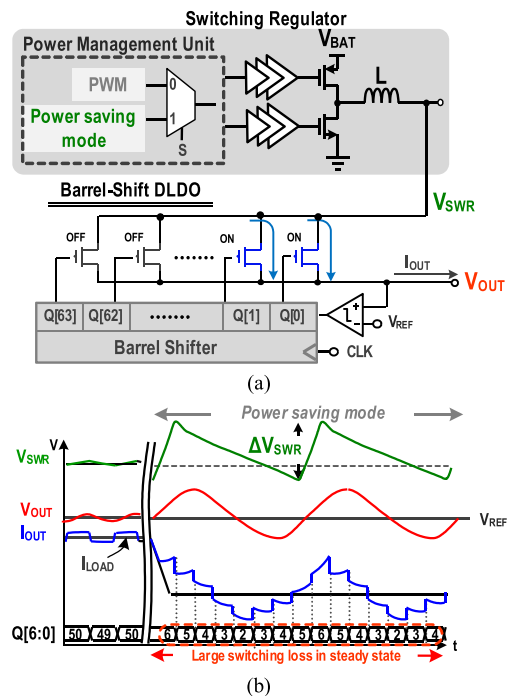 Switching Regulator
Power Management Unit
VBAT
PWM
0
L
Power saving
mode
1
S
Barrel-Shift DLDO
VSWR
OFF
OFF
ON
ON
IOUT
VOUT
Q[63] Q[62] ....... Q[1] Q[0]
+
-
VREF
Barrel Shifter
CLK
(a)
Power saving mode
V
ΔVSWR
VSWR
VOUT
VREF
IOUT
ILOAD
Q[6:0] 50 49 50 6 5 4 3 2 3 4 5 6 5 4 3 2 3 4
t
Large switching loss in steady state
(b)